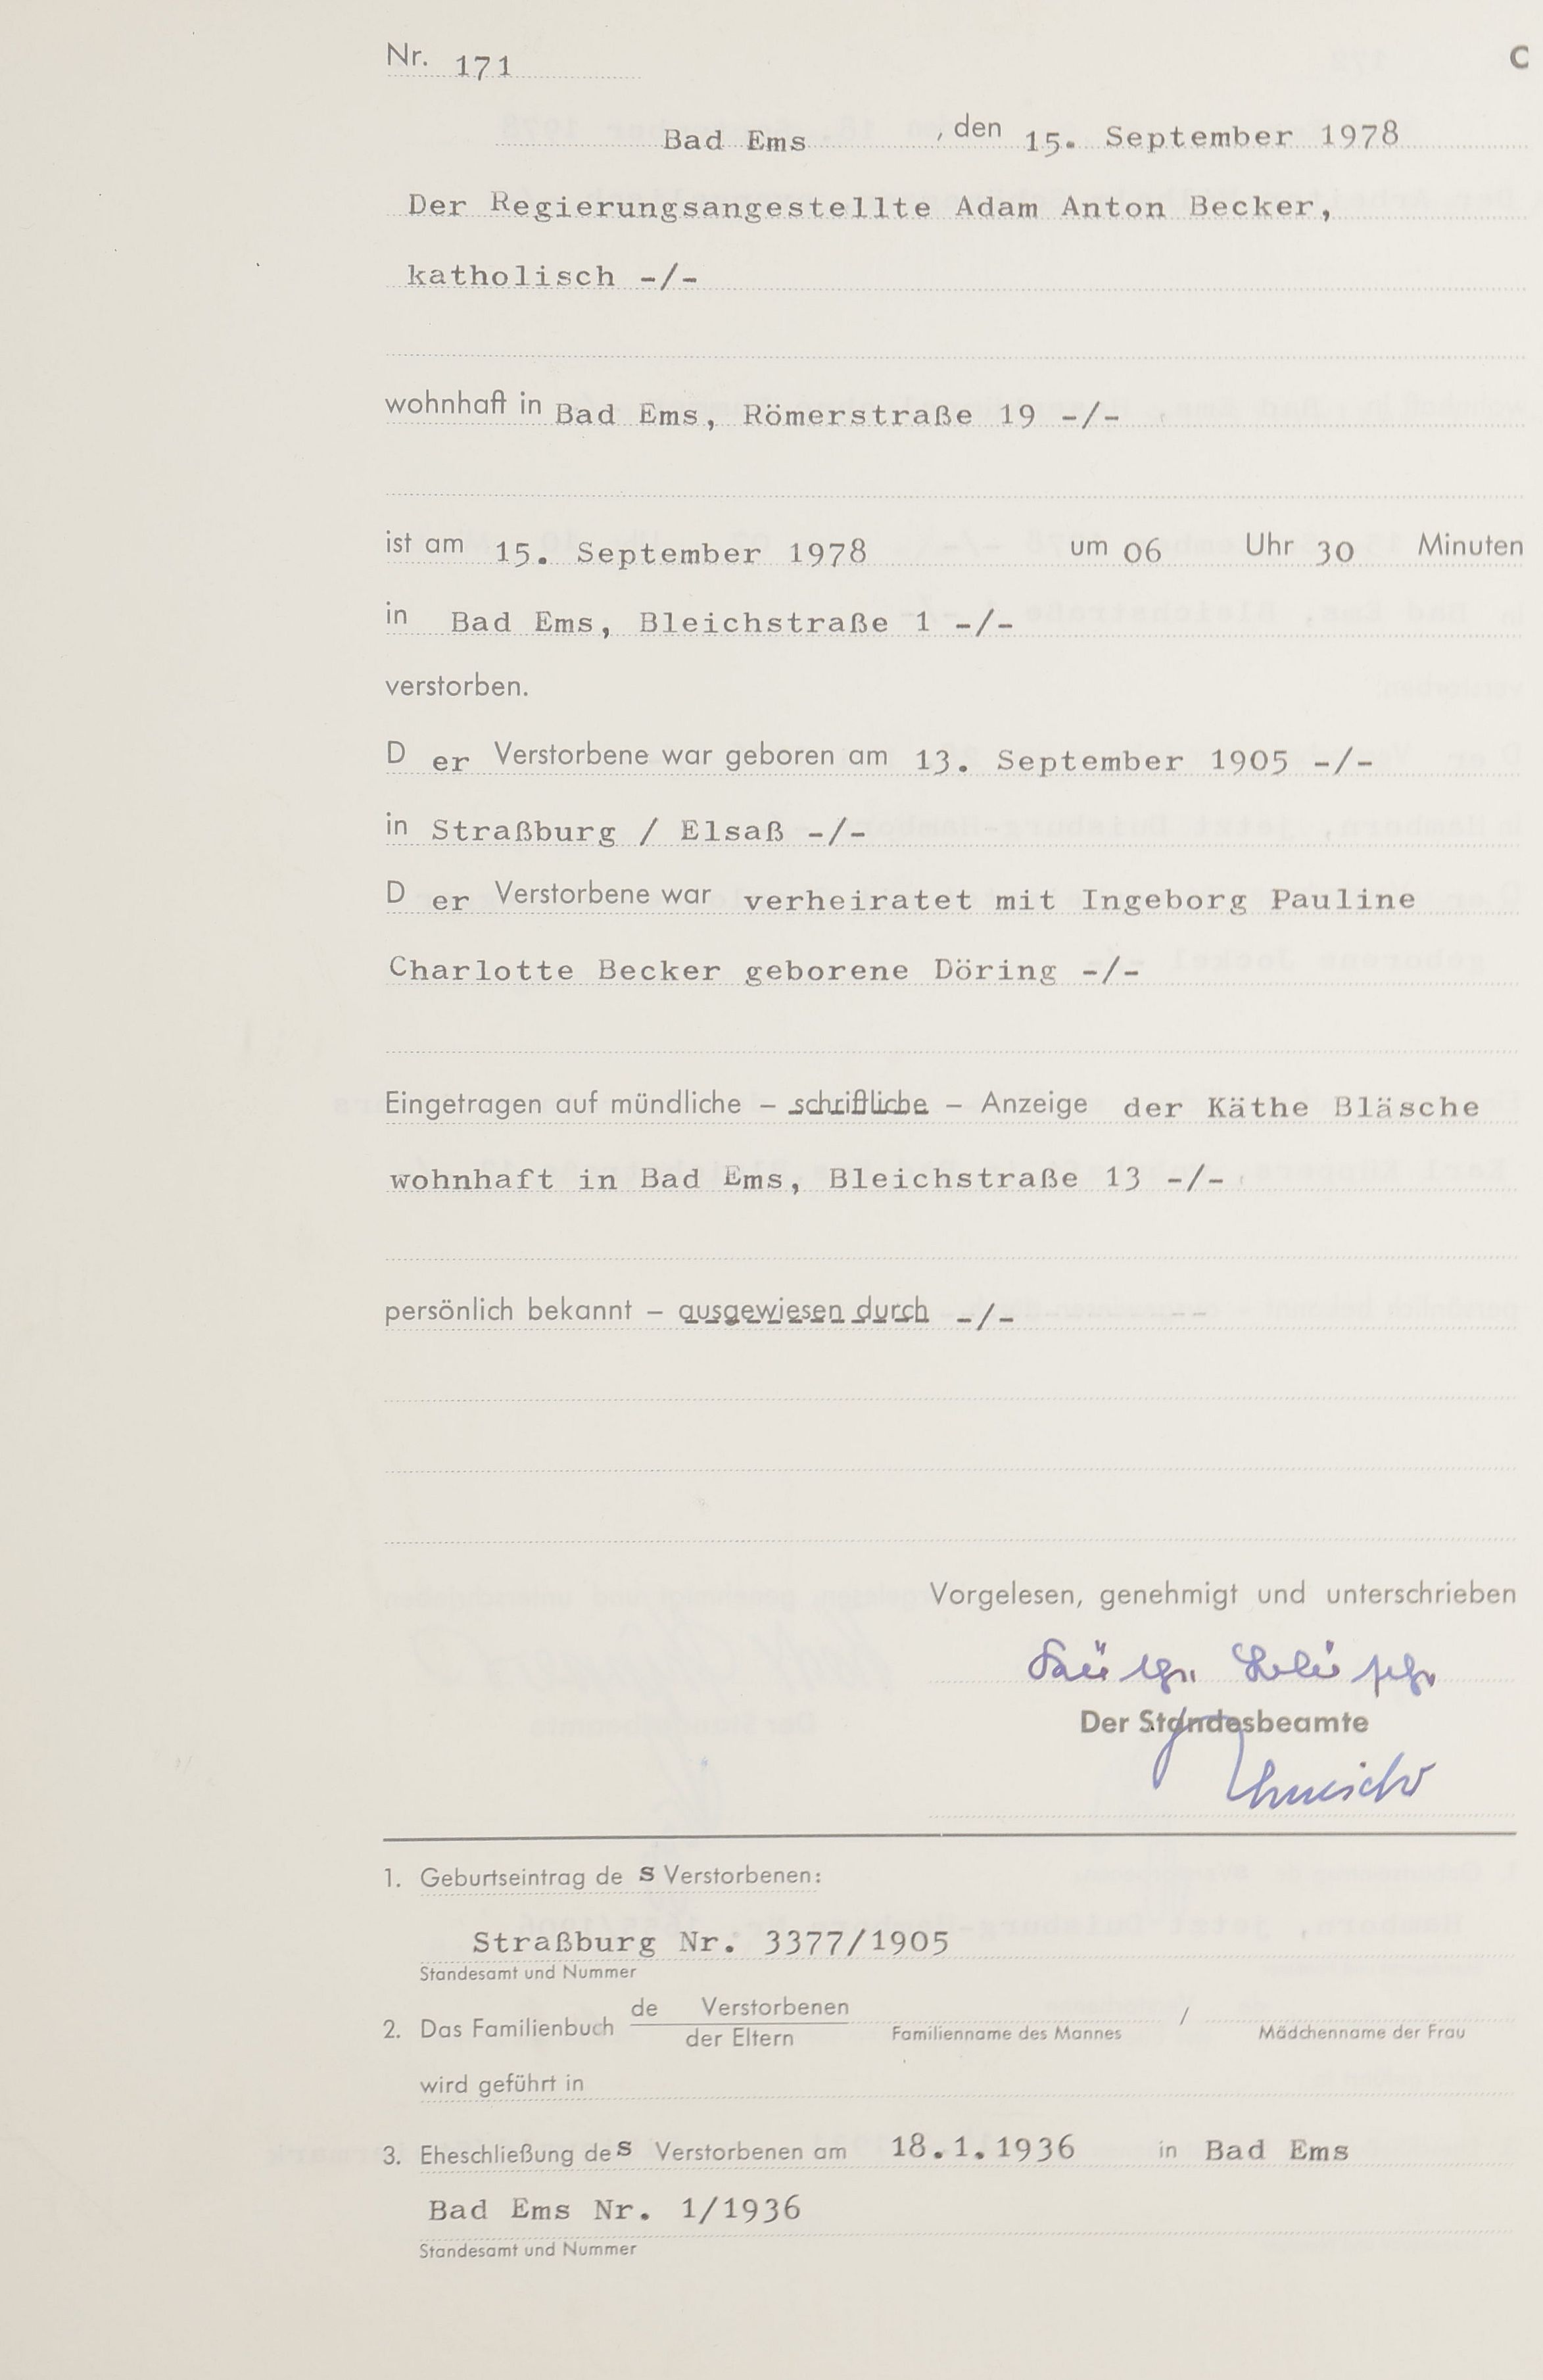 Nr. 171
C
Bad Ems , den 15. September 1978
Der Regierungsangestellte Adam Anton Becker,
katholisch -/-
wohnhaft in Bad Ems, Römerstraße 19 -/-
ist am 15. September 1978 um 06 Uhr 30 Minuten
in Bad Ems, Bleichstraße 1 -/-
verstorben.
D er Verstorbene war geboren am 13. September 1905 -/-
in Straßburg / Elsaß -/-
D er Verstorbene war verheiratet mit Ingeborg Pauline
Charlotte Becker geborene Döring -/-
Eingetragen auf mündliche – schriftliche – Anzeige der Käthe Bläsche
wohnhaft in Bad Ems, Bleichstraße 13 -/-
persönlich bekannt – ausgewiesen durch -/-
Vorgelesen, genehmigt und unterschrieben
Der Standesbeamte
1. Geburtseintrag de s Verstorbenen:
Straßburg Nr. 3377/1905
Standesamt und Nummer
2. Das Familienbuch de Verstorbenen
der Eltern
/
Familienname des Mannes Mädchenname der Frau
wird geführt in
3. Eheschließung des Verstorbenen am 18.1.1936 in Bad Ems
Bad Ems Nr. 1/1936
Standesamt und Nummer